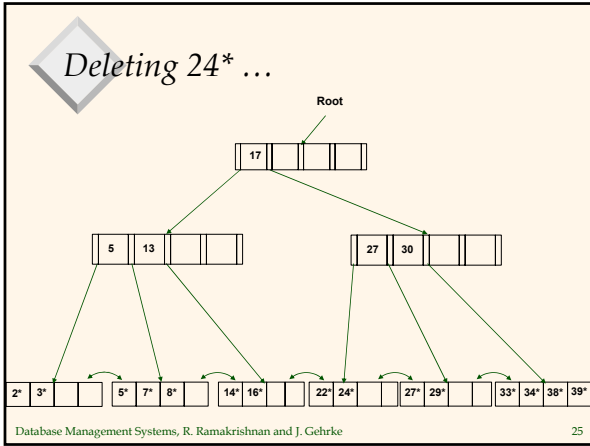 Deleting 24* …
Root
17
5 13
27 30
2* 3*
5* 7* 8*
14* 16*
22* 24*
27* 29*
33* 34* 38* 39*
Database Management Systems, R. Ramakrishnan and J. Gehrke 25